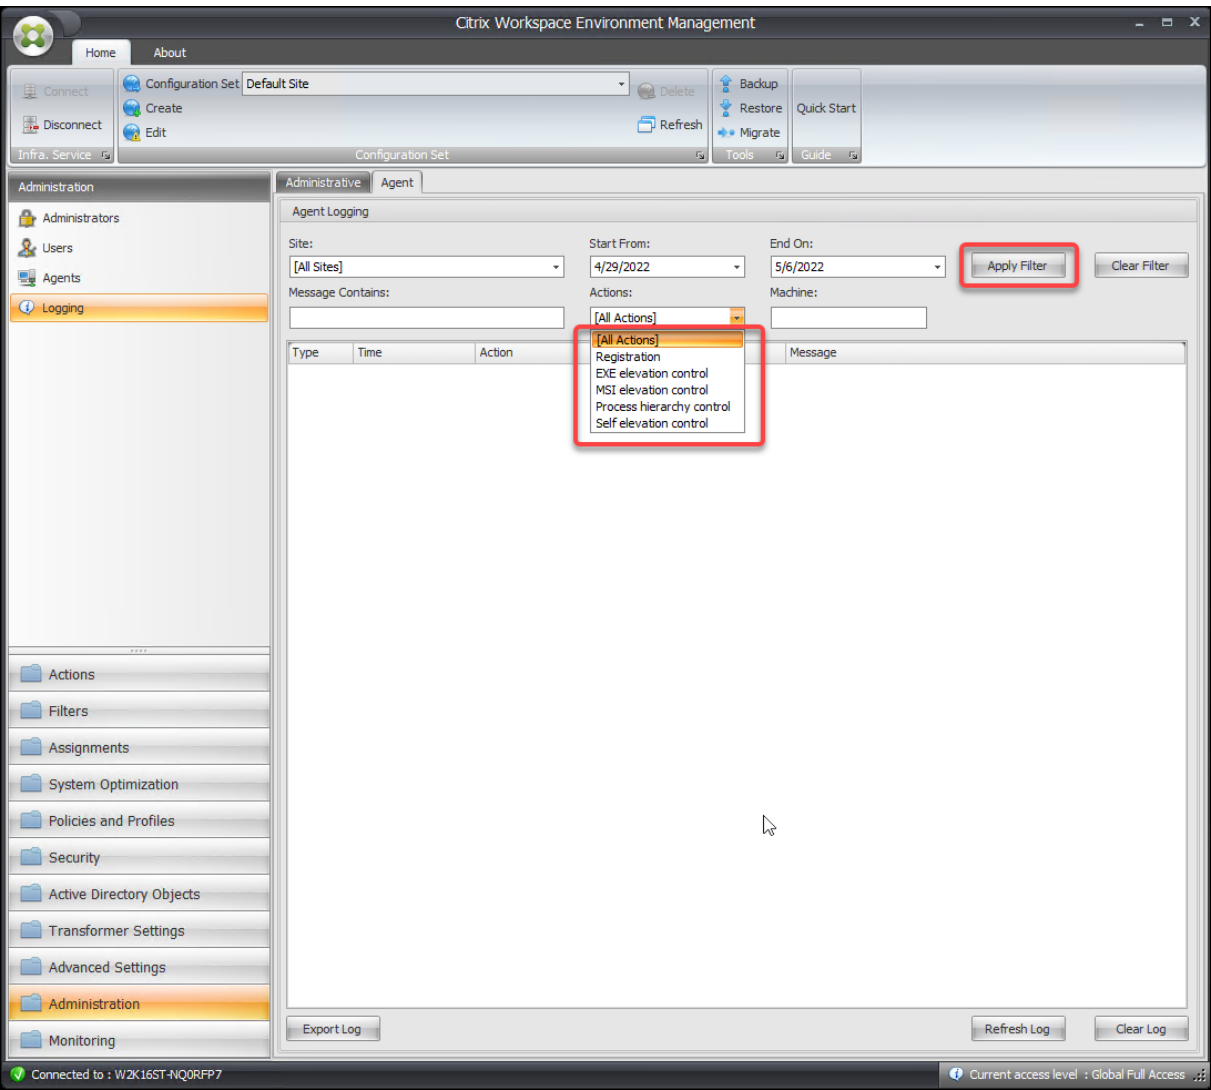 Citrix Workspace Environment Management
Home About
Connect
Disconnect
Infra. Service
Configuration Set Default Site
Create
Edit
Delete
Refresh
Configuration Set
Backup
Restore
Migrate
Tools
Quick Start
Guide
Administration
Administrators
Users
Agents
Logging
Administrative Agent
Agent Logging
Site: Start From: End On:
[All Sites] 4/29/2022 5/6/2022 Apply Filter Clear Filter
Message Contains: Actions: Machine:
[All Actions]
[All Actions]
Registration
EXE elevation control
MSI elevation control
Process hierarchy control
Self elevation control
Type Time Action Message
Actions
Filters
Assignments
System Optimization
Policies and Profiles
Security
Active Directory Objects
Transformer Settings
Advanced Settings
Administration
Monitoring
Export Log Refresh Log Clear Log
Connected to : W2K16ST-NQ0RFP7 Current access level : Global Full Access